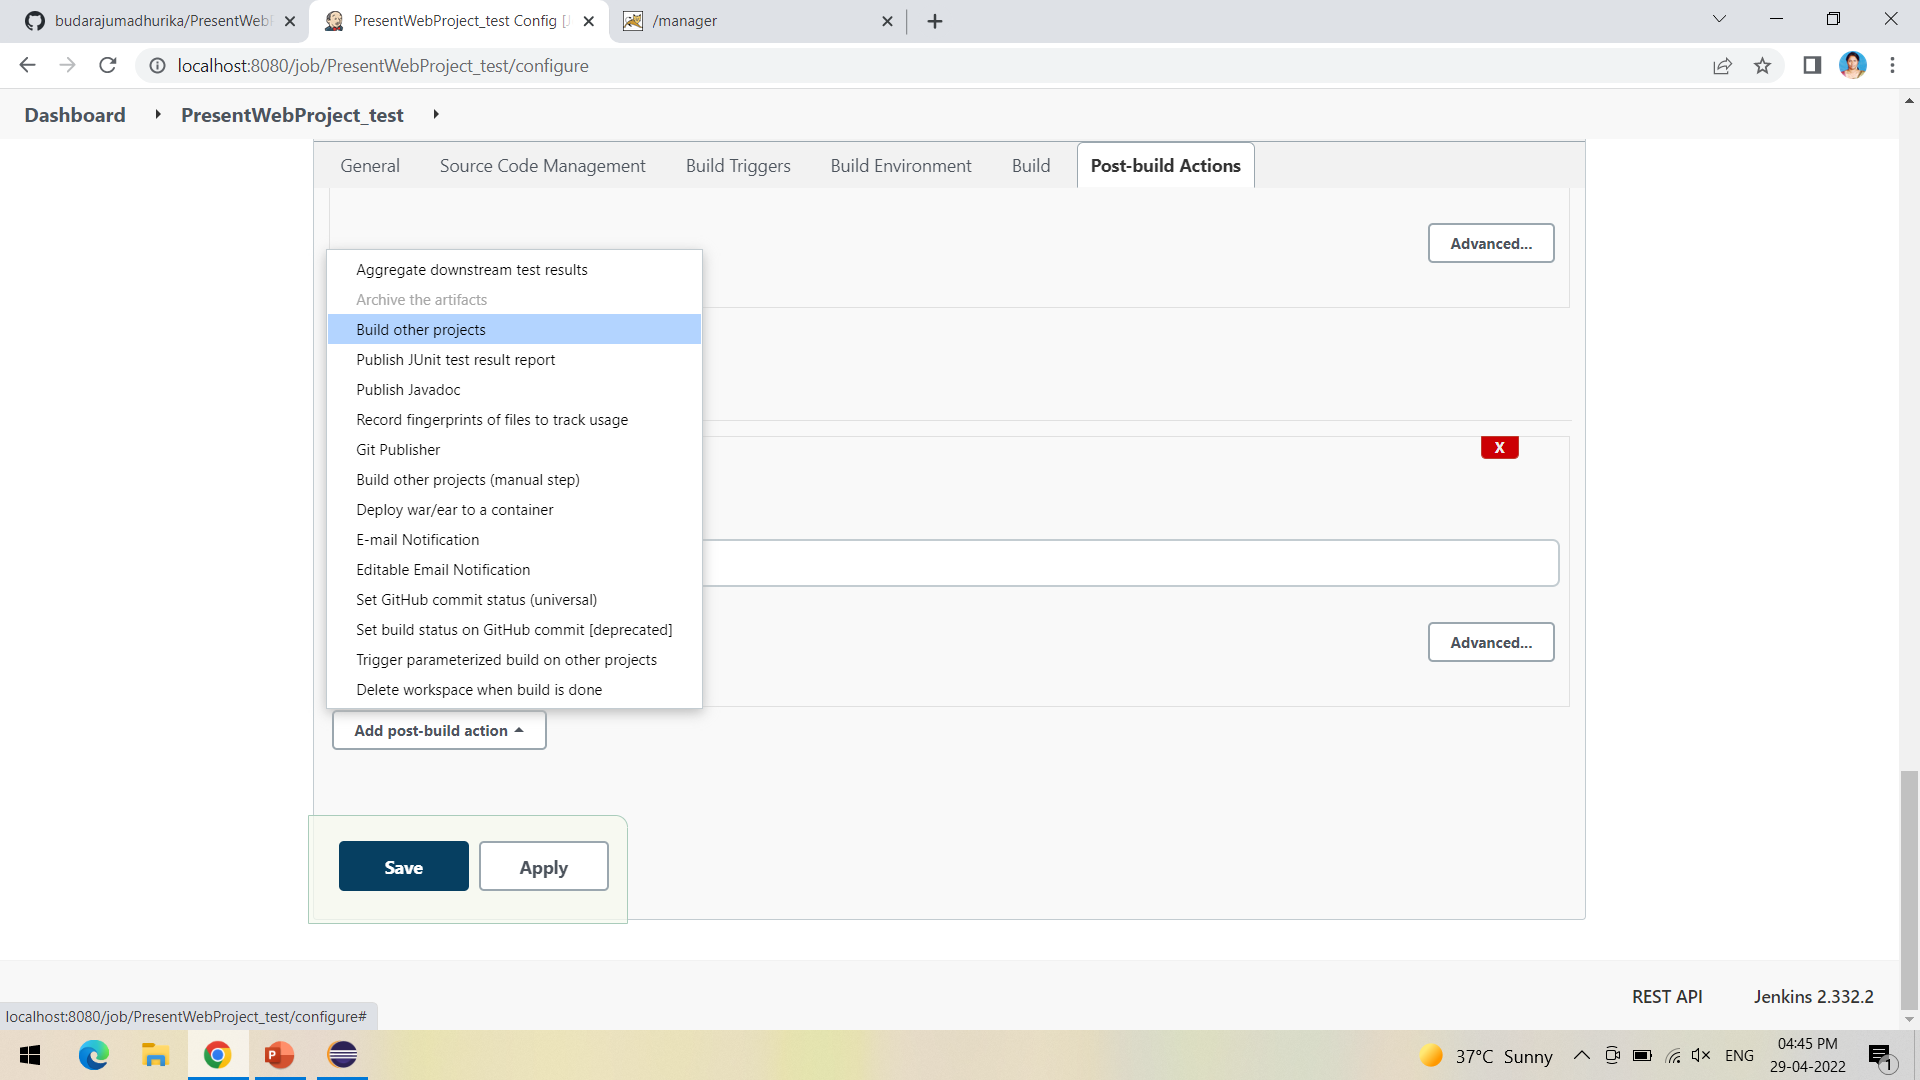 budarajumadhurika/PresentWebP
PresentWebProject_test Config [J
/manager
localhost:8080/job/PresentWebProject_test/configure
Dashboard
PresentWebProject_test
General
Source Code Management
Build Triggers
Build Environment
Build
Post-build Actions
Advanced...
Aggregate downstream test results
Archive the artifacts
Build other projects
Publish JUnit test result report
Publish Javadoc
Record fingerprints of files to track usage
Git Publisher
Build other projects (manual step)
Deploy war/ear to a container
E-mail Notification
Editable Email Notification
Set GitHub commit status (universal)
Set build status on GitHub commit [deprecated]
Trigger parameterized build on other projects
Delete workspace when build is done
X
Advanced...
Add post-build action
Save
Apply
REST API
Jenkins 2.332.2
localhost:8080/job/PresentWebProject_test/configure#
37°C Sunny
ENG
04:45 PM
29-04-2022
1